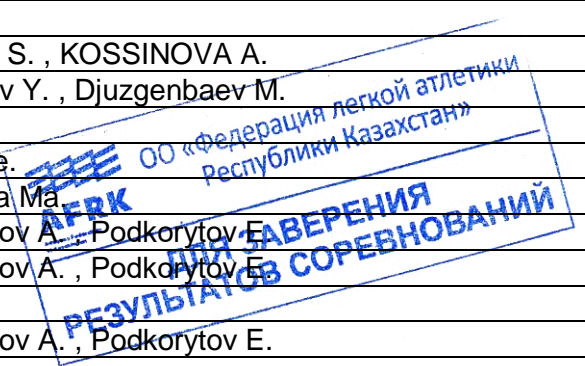 S. , KOSSINOVA A.
v Y. , Djuzgenbaev M.
e.
a Ma.
ov A. , Podkorytov E.
ov A. , Podkorytov E.
ov A. , Podkorytov E.
AFRK
ОО «Федерация легкой атлетики
Республики Казахстан»
ДЛЯ ЗАВЕРЕНИЯ
РЕЗУЛЬТАТОВ СОРЕВНОВАНИЙ